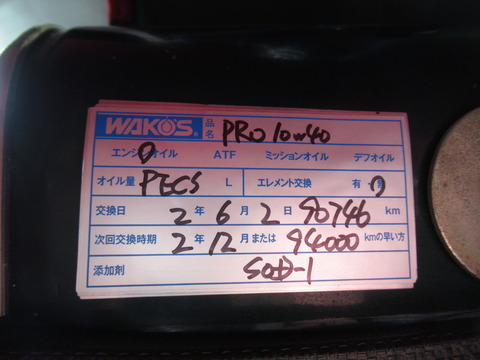 WAKO'S® 品名 PRO 10w40
エンジンオイル ATF ミッションオイル デフオイル
オイル量 PECS L エレメント交換 有 無
交換日 2年 6月 2日 90746 km
次回交換時期 2年 12月 または 94000 kmの早い方
添加剤 SOD-1